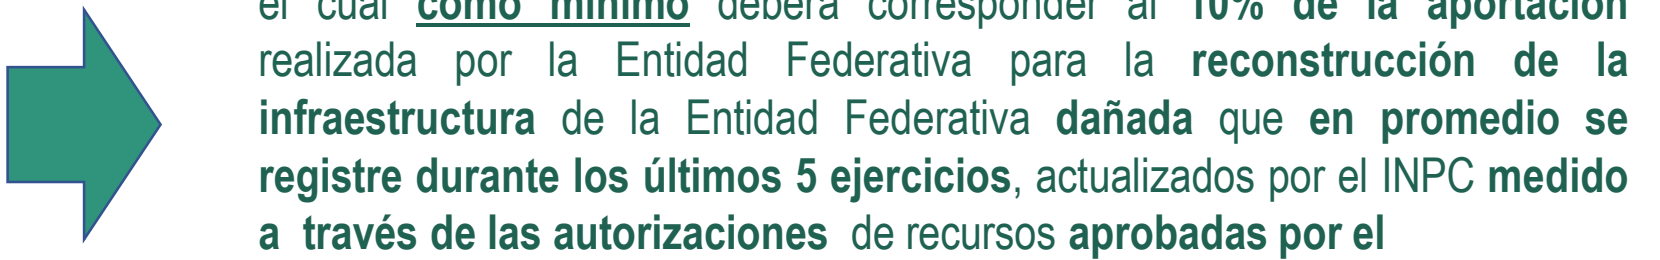 el cual como mínimo deberá corresponder al 10% de la aportación
realizada por la Entidad Federativa para la reconstrucción de la
infraestructura de la Entidad Federativa dañada que en promedio se
registre durante los últimos 5 ejercicios, actualizados por el INPC medido
a través de las autorizaciones de recursos aprobadas por el